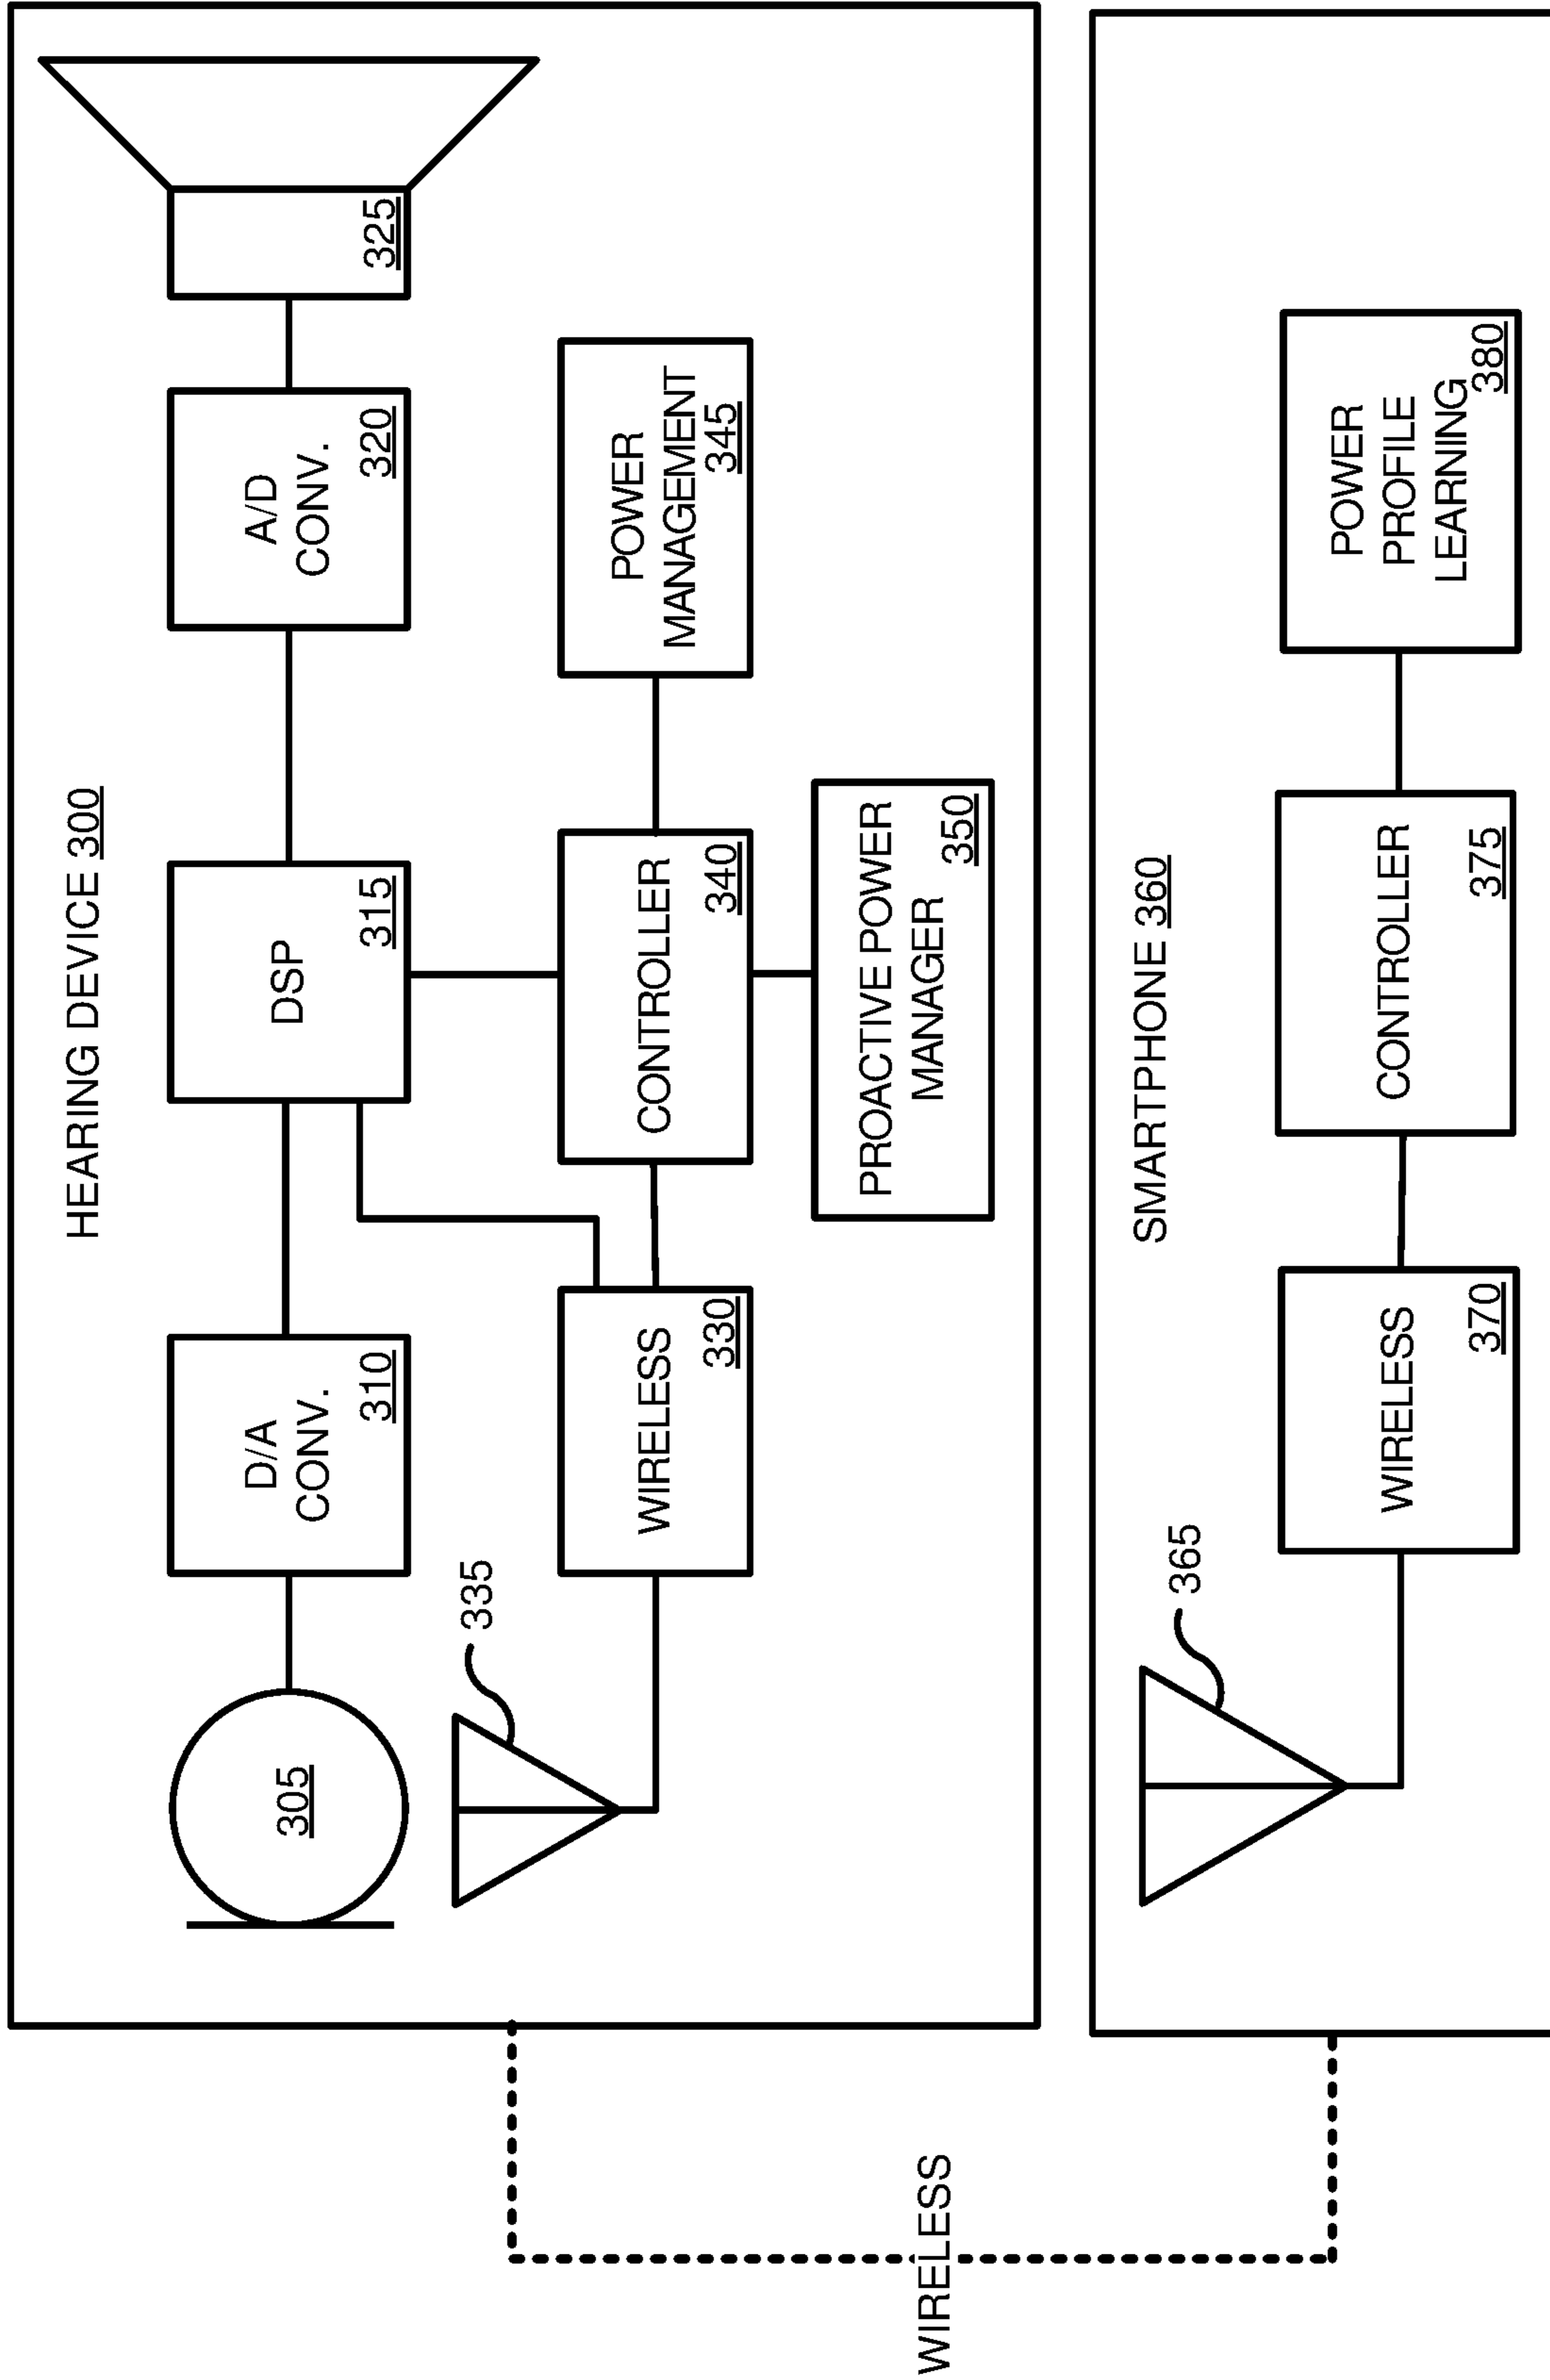 HEARING DEVICE 300
305
D/A
CONV.
310
DSP
315
A/D
CONV.
320
325
335
WIRELESS
330
CONTROLLER
340
POWER
MANAGEMENT
345
PROACTIVE POWER
MANAGER
350
WIRELESS
SMARTPHONE 360
365
WIRELESS
370
CONTROLLER
375
POWER
PROFILE
LEARNING
380